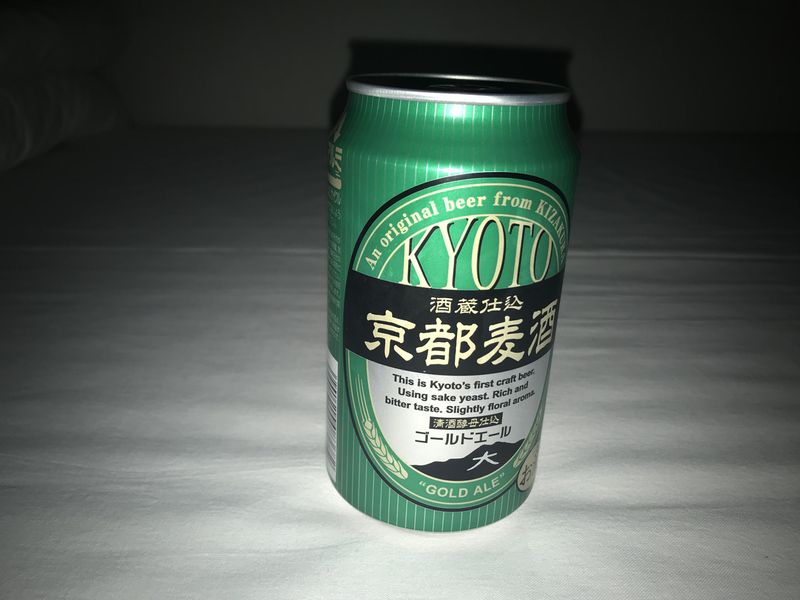 An original beer from KIZAKURA
KYOTO
酒蔵仕込
京都麦酒
This is Kyoto's first craft beer.
Using sake yeast. Rich and
bitter taste. Slightly floral aroma.
清酒酵母仕込
ゴールドエール
大
"GOLD ALE"
お